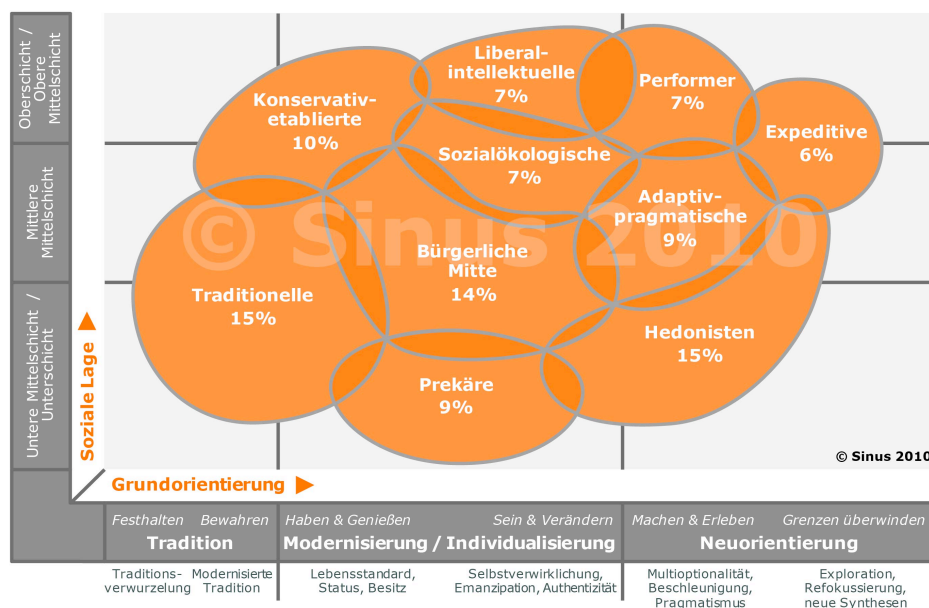 Oberschicht /
Obere
Mittelschicht
Mittlere
Mittelschicht
Untere Mittelschicht /
Unterschicht
Soziale Lage
Liberal-
intellektuelle
7%
Performer
7%
Konservativ-
etablierte
10%
Expeditive
6%
Sozialökologische
7%
Adaptiv-
pragmatische
9%
© Sinus 2010
Bürgerliche
Mitte
14%
Traditionelle
15%
Hedonisten
15%
Prekäre
9%
© Sinus 2010
Grundorientierung
Festhalten Bewahren
Tradition
Haben & Genießen Sein & Verändern
Modernisierung / Individualisierung
Machen & Erleben Grenzen überwinden
Neuorientierung
Traditions-
verwurzelung
Modernisierte
Tradition
Lebensstandard,
Status, Besitz
Selbstverwirklichung,
Emanzipation, Authentizität
Multioptionalität,
Beschleunigung,
Pragmatismus
Exploration,
Refokussierung,
neue Synthesen